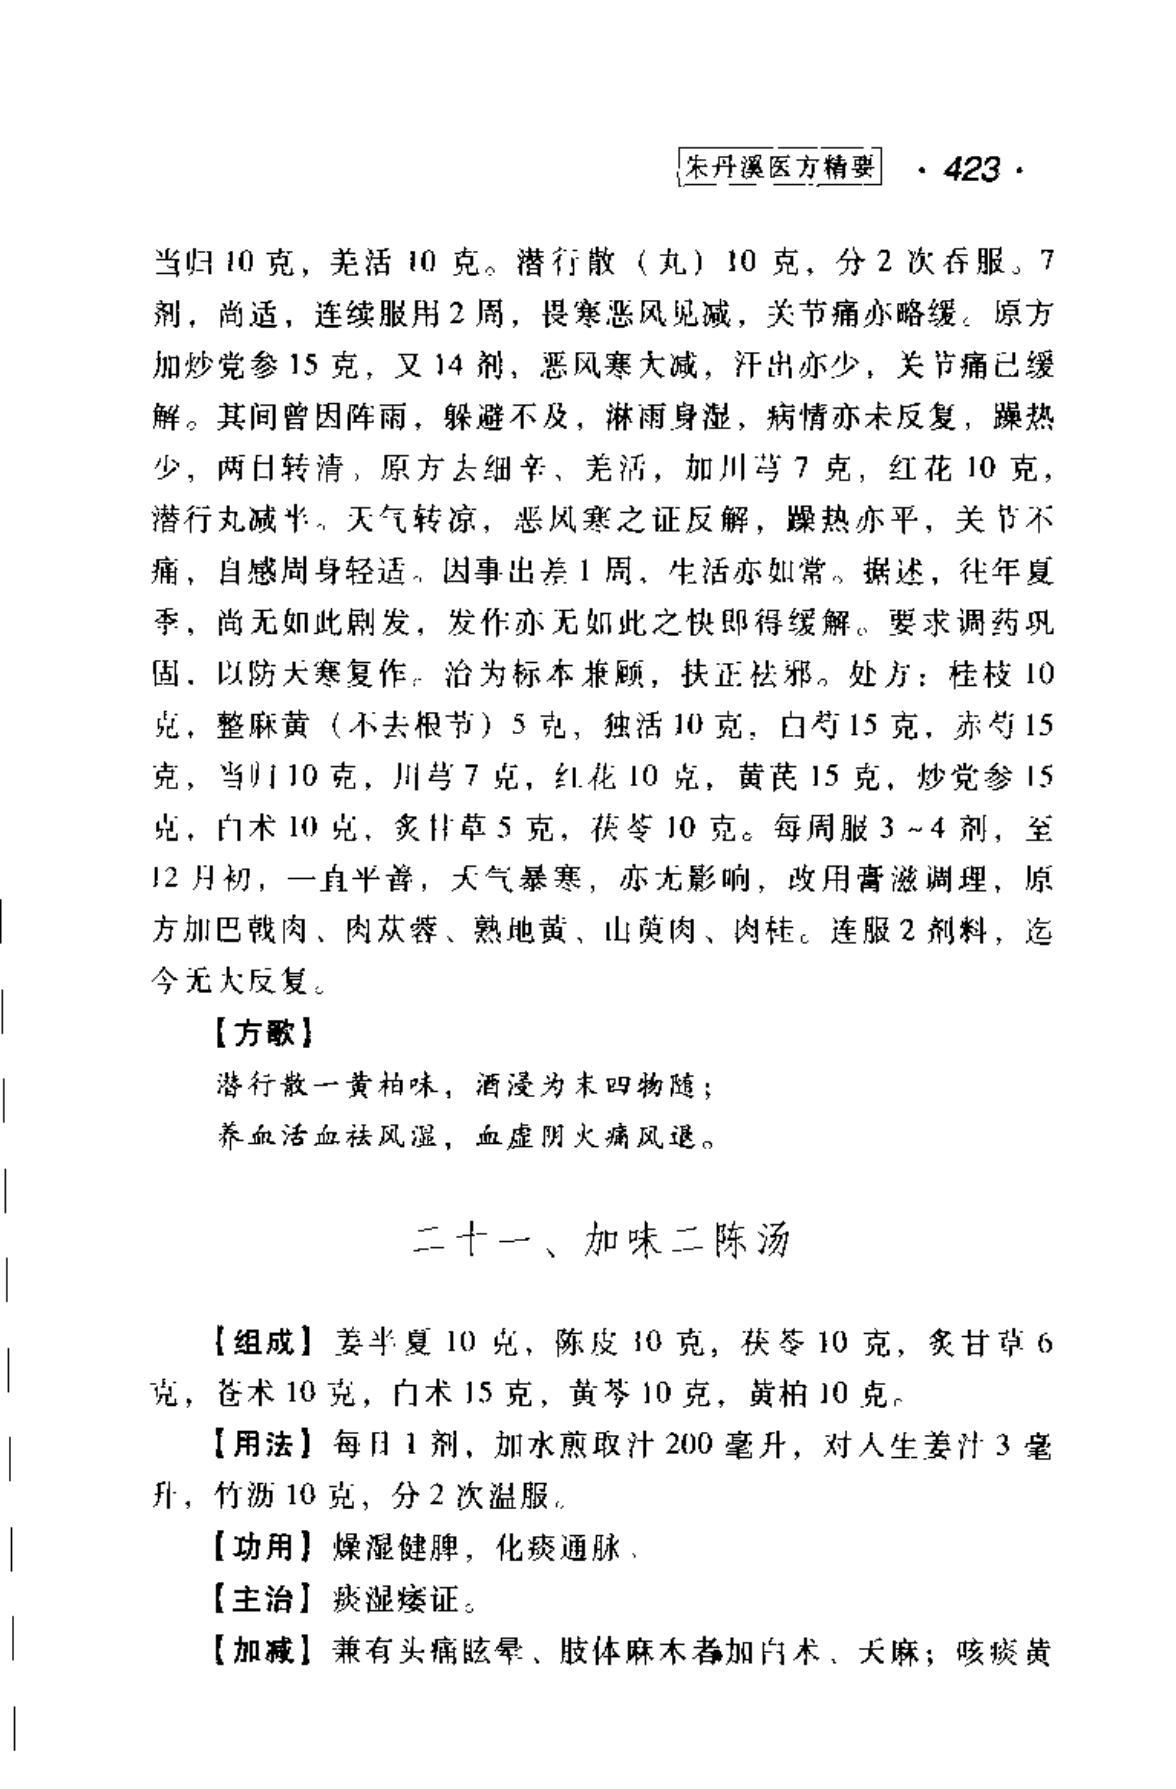 朱丹溪医方精要 · 423 ·
当归 10 克，羌活 10 克。潜行散（丸）10 克，分 2 次吞服。7
剂，尚适，连续服用 2 周，畏寒恶风见减，关节痛亦略缓。原方
加炒党参 15 克，又 14 剂，恶风寒大减，汗出亦少，关节痛已缓
解。其间曾因阵雨，躲避不及，淋雨身湿，病情亦未反复，躁热
少，两日转清。原方去细辛、羌活，加川芎 7 克，红花 10 克，
潜行丸减半。天气转凉，恶风寒之证反解，躁热亦平，关节不
痛，自感周身轻适。因事出差 1 周，生活亦如常。据述，往年夏
季，尚无如此剧发，发作亦无如此之快即得缓解。要求调药巩
固，以防大寒复作。治为标本兼顾，扶正祛邪。处方：桂枝 10
克，整麻黄（不去根节）5 克，独活 10 克，白芍 15 克，赤芍 15
克，当归 10 克，川芎 7 克，红花 10 克，黄芪 15 克，炒党参 15
克，白术 10 克，炙甘草 5 克，茯苓 10 克。每周服 3～4 剂，至
12 月初，一直平善，天气暴寒，亦无影响，改用膏滋调理，原
方加巴戟肉、肉苁蓉、熟地黄、山萸肉、肉桂。连服 2 剂料，迄
今无大反复。
【方歌】
潜行散一黄柏味，酒浸为末四物随；
养血活血祛风湿，血虚阴火痛风退。
二十一、加味二陈汤
【组成】姜半夏 10 克，陈皮 10 克，茯苓 10 克，炙甘草 6
克，苍术 10 克，白术 15 克，黄芩 10 克，黄柏 10 克。
【用法】每日 1 剂，加水煎取汁 200 毫升，对人生姜汁 3 毫
升，竹沥 10 克，分 2 次温服。
【功用】燥湿健脾，化痰通脉。
【主治】痰湿痿证。
【加减】兼有头痛眩晕、肢体麻木者加白术、天麻；咳痰黄